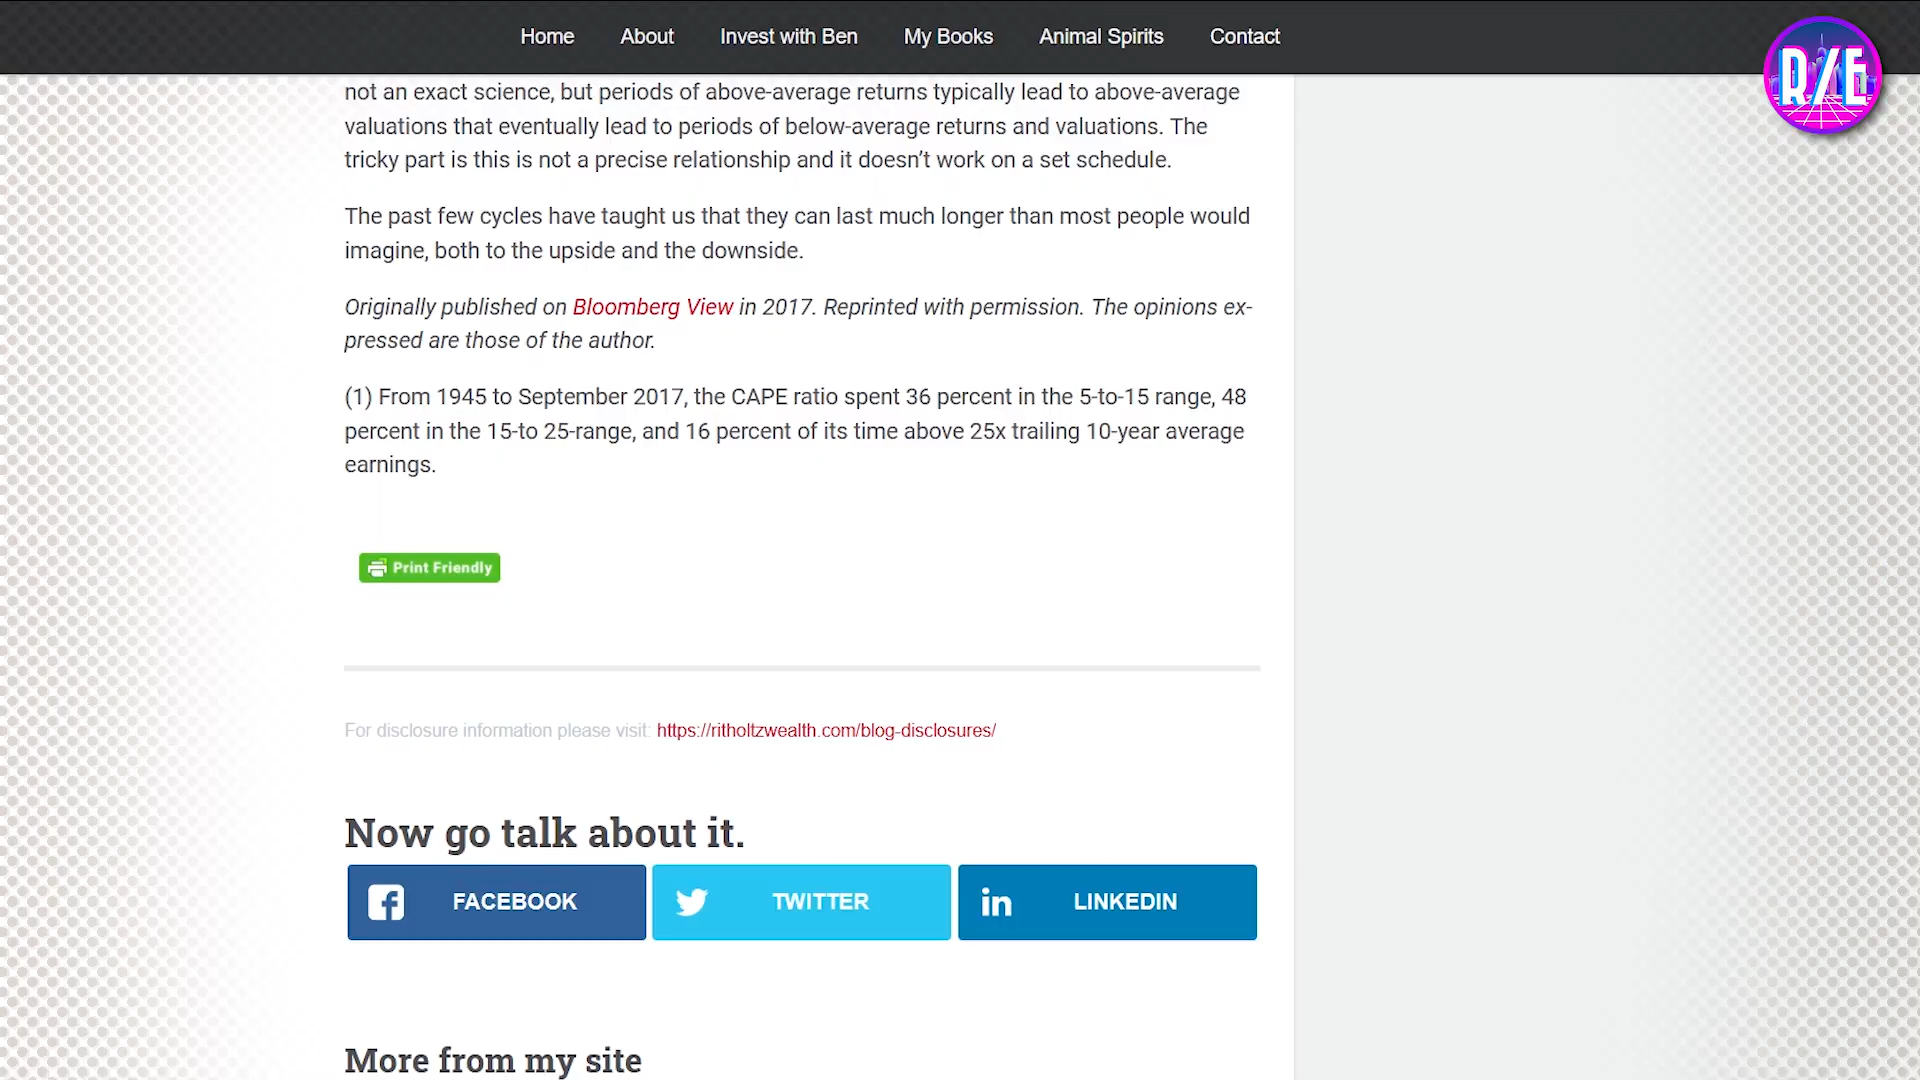 Home About Invest with Ben My Books Animal Spirits Contact
R/E
not an exact science, but periods of above-average returns typically lead to above-average
valuations that eventually lead to periods of below-average returns and valuations. The
tricky part is this is not a precise relationship and it doesn’t work on a set schedule.
The past few cycles have taught us that they can last much longer than most people would
imagine, both to the upside and the downside.
Originally published on Bloomberg View in 2017. Reprinted with permission. The opinions ex-
pressed are those of the author.
(1) From 1945 to September 2017, the CAPE ratio spent 36 percent in the 5-to-15 range, 48
percent in the 15-to 25-range, and 16 percent of its time above 25x trailing 10-year average
earnings.
Print Friendly
For disclosure information please visit: https://ritholtzwealth.com/blog-disclosures/
Now go talk about it.
FACEBOOK TWITTER LINKEDIN
More from my site